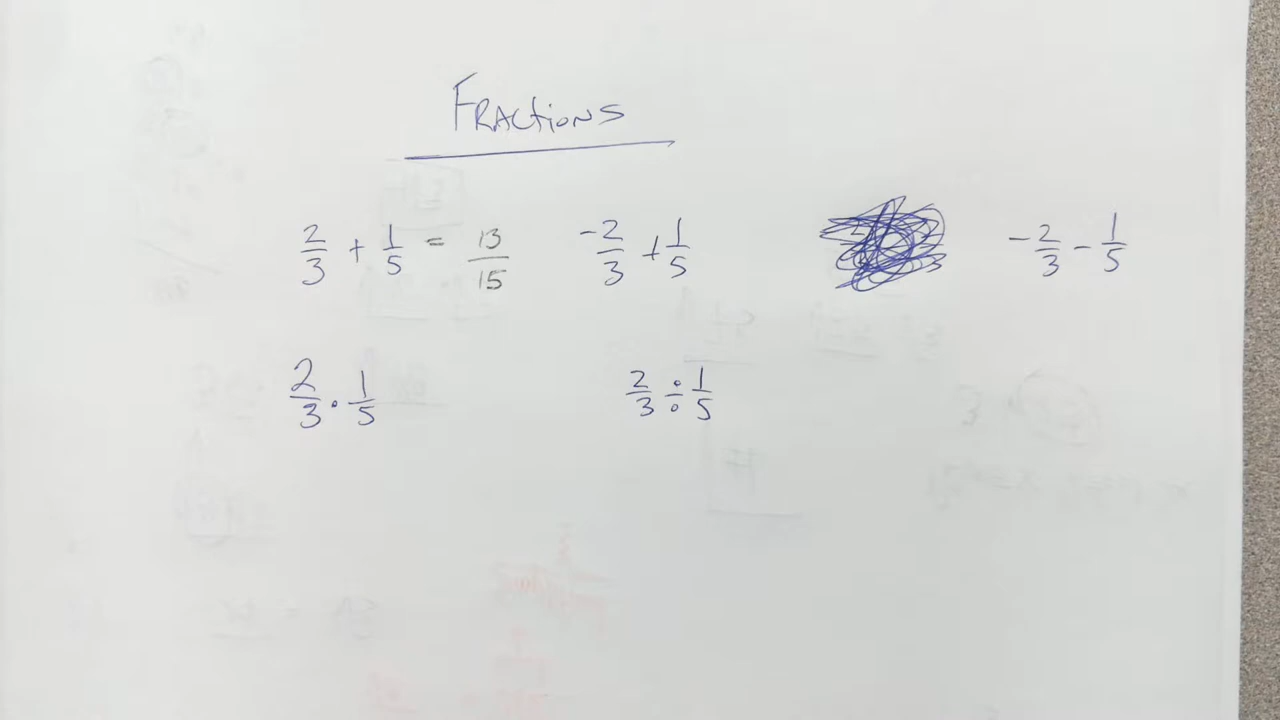 Fractions
2/3 + 1/5 = 13/15 -2/3 + 1/5 -2/3 - 1/5
2/3 · 1/5 2/3 ÷ 1/5